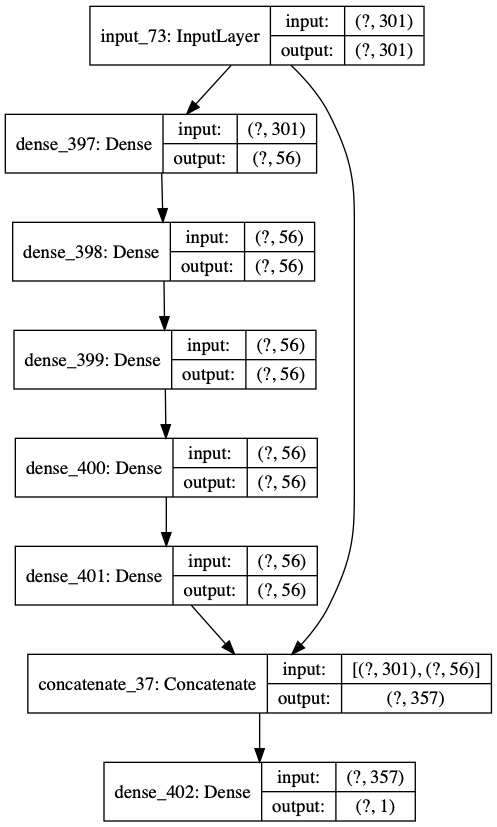 input_73: InputLayer
input: (?, 301)
output: (?, 301)
dense_397: Dense
input: (?, 301)
output: (?, 56)
dense_398: Dense
input: (?, 56)
output: (?, 56)
dense_399: Dense
input: (?, 56)
output: (?, 56)
dense_400: Dense
input: (?, 56)
output: (?, 56)
dense_401: Dense
input: (?, 56)
output: (?, 56)
concatenate_37: Concatenate
input: [(?, 301), (?, 56)]
output: (?, 357)
dense_402: Dense
input: (?, 357)
output: (?, 1)